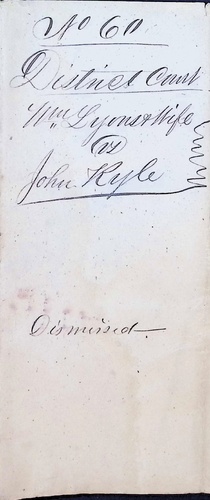 No 60
District Court
Wm Lyons & Wife
vs
John Kyle
Dismissed